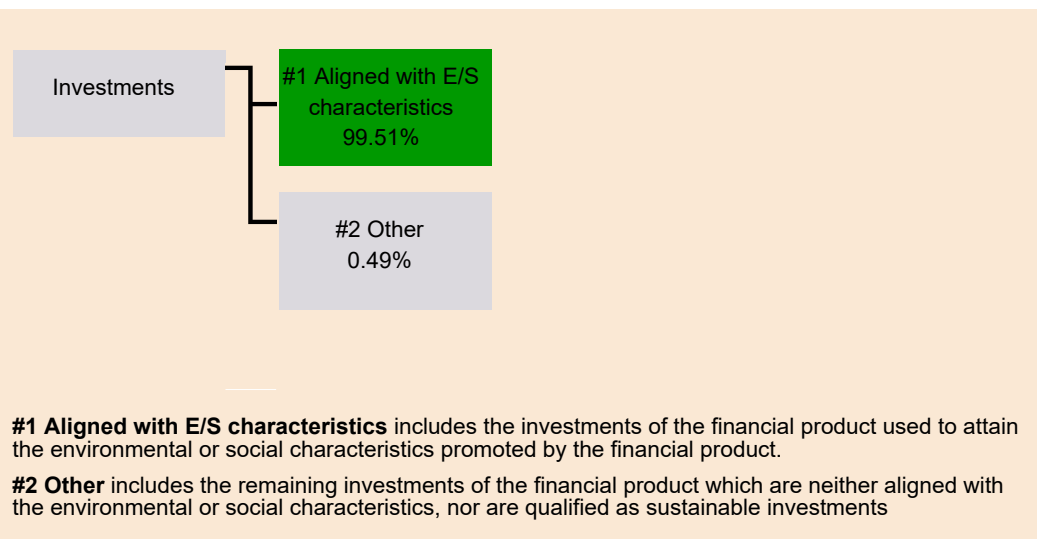 Investments
#1 Aligned with E/S
characteristics
99.51%
#2 Other
0.49%
#1 Aligned with E/S characteristics includes the investments of the financial product used to attain
the environmental or social characteristics promoted by the financial product.
#2 Other includes the remaining investments of the financial product which are neither aligned with
the environmental or social characteristics, nor are qualified as sustainable investments